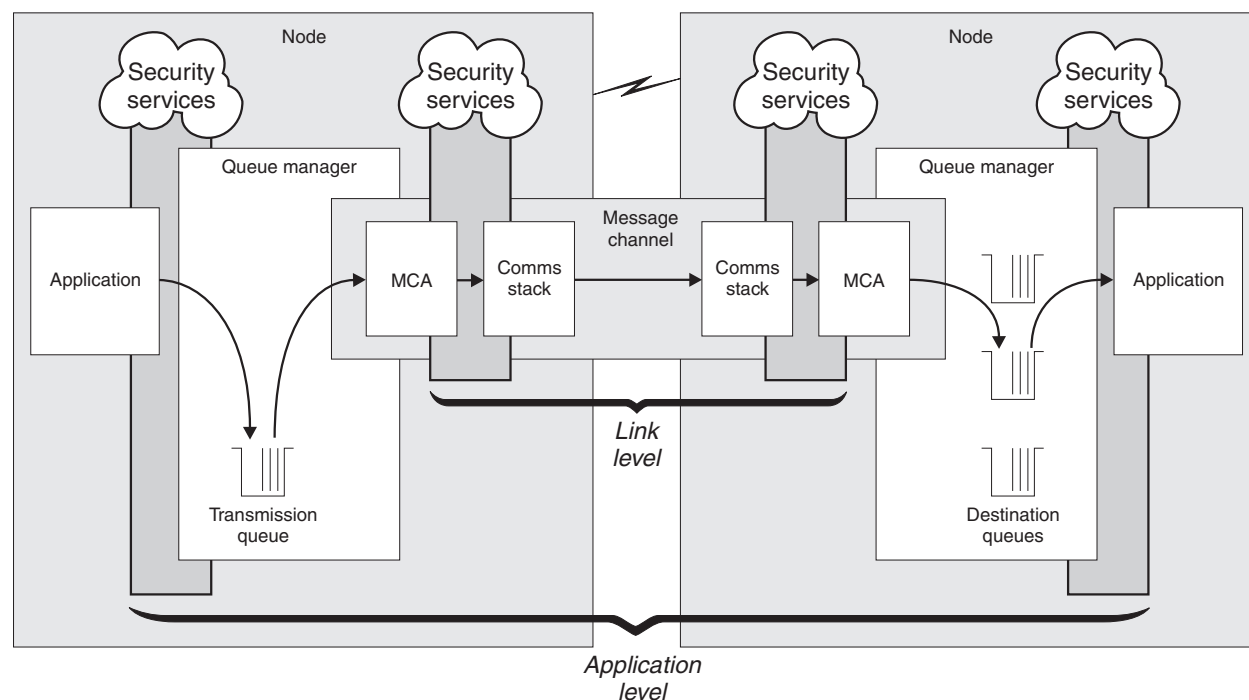 Node
Node
Security
services
Security
services
Security
services
Security
services
Queue manager
Queue manager
Message
channel
Application
MCA
Comms
stack
Comms
stack
MCA
Application
Link
level
Transmission
queue
Destination
queues
Application
level